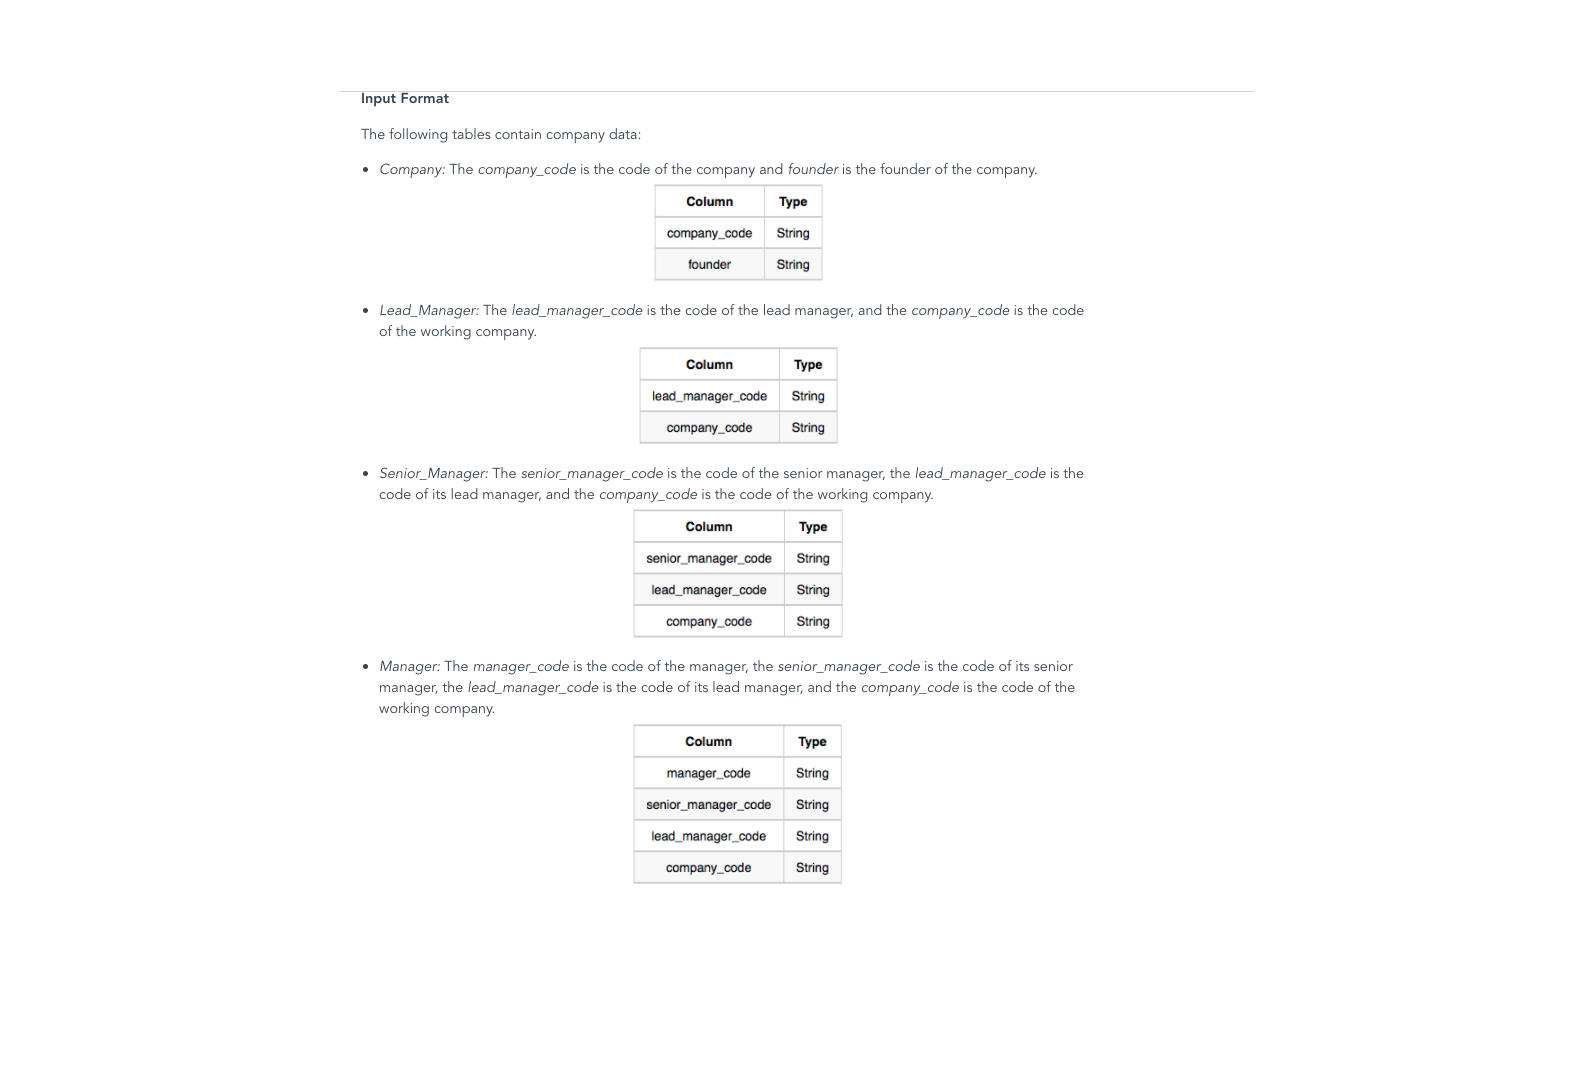 Input Format
The following tables contain company data:
• Company: The company_code is the code of the company and founder is the founder of the company.
Column Type
company_code String
founder String
• Lead_Manager: The lead_manager_code is the code of the lead manager, and the company_code is the code
of the working company.
Column Type
lead_manager_code String
company_code String
• Senior_Manager: The senior_manager_code is the code of the senior manager, the lead_manager_code is the
code of its lead manager, and the company_code is the code of the working company.
Column Type
senior_manager_code String
lead_manager_code String
company_code String
• Manager: The manager_code is the code of the manager, the senior_manager_code is the code of its senior
manager, the lead_manager_code is the code of its lead manager, and the company_code is the code of the
working company.
Column Type
manager_code String
senior_manager_code String
lead_manager_code String
company_code String